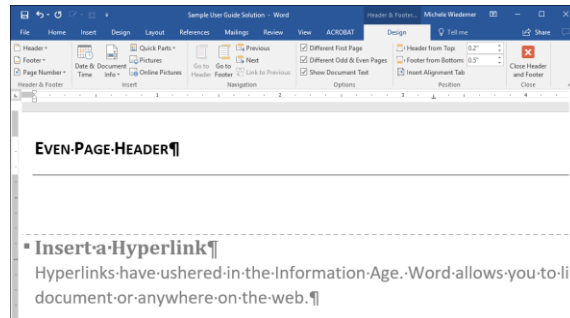 Sample User Guide Solution - Word
Header & Footer...
Michele Wiedemer
File Home Insert Design Layout References Mailings Review View ACROBAT Design Tell me Share
Header
Footer
Page Number
Header & Footer
Date & Time
Document Info
Quick Parts
Pictures
Online Pictures
Insert
Go to Header
Go to Footer
Previous
Next
Link to Previous
Navigation
Different First Page
Different Odd & Even Pages
Show Document Text
Options
Header from Top: 0.2"
Footer from Bottom: 0.5"
Insert Alignment Tab
Position
Close Header and Footer
Close
1 2 3 4
EVEN·PAGE·HEADER¶
Insert·a·Hyperlink¶
Hyperlinks·have·ushered·in·the·Information·Age.·Word·allows·you·to·li
document·or·anywhere·on·the·web.¶